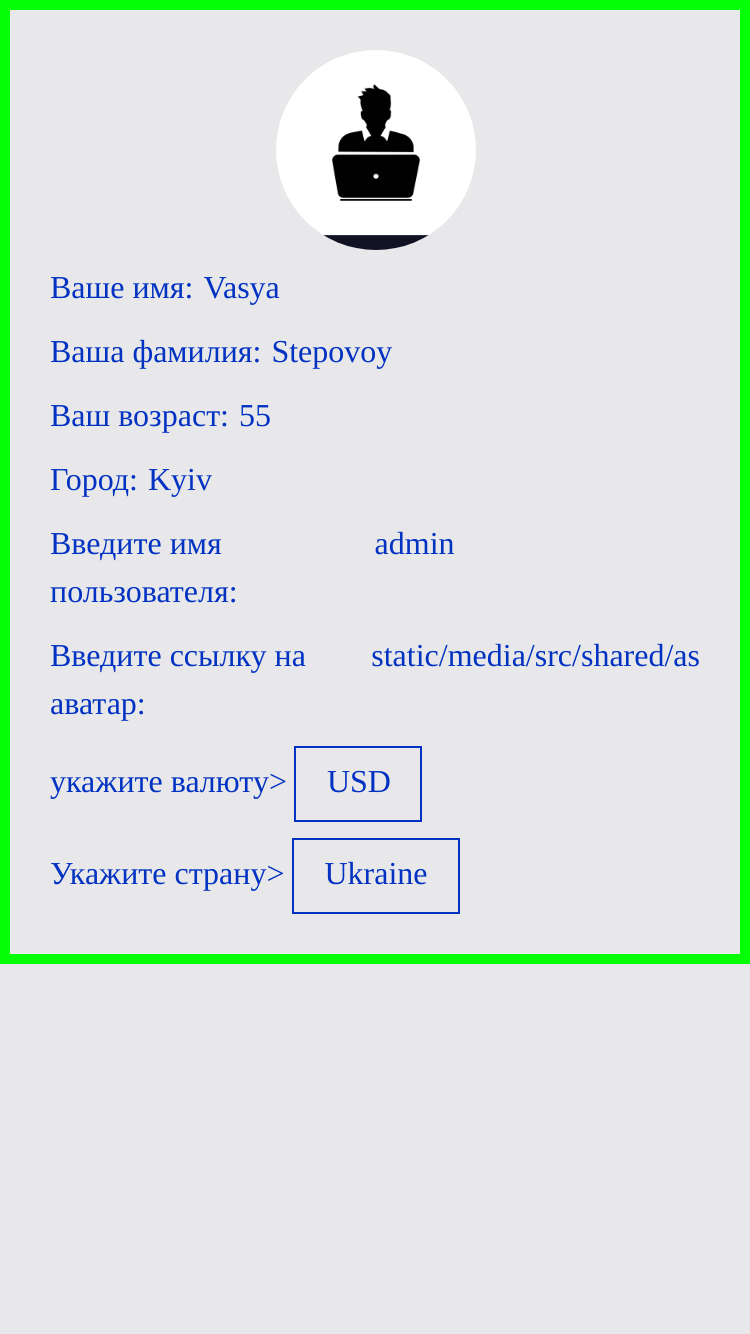 Ваше имя: Vasya
Ваша фамилия: Stepovoy
Ваш возраст: 55
Город: Kyiv
Введите имя пользователя: admin
Введите ссылку на аватар: static/media/src/shared/as
укажите валюту> USD
Укажите страну> Ukraine